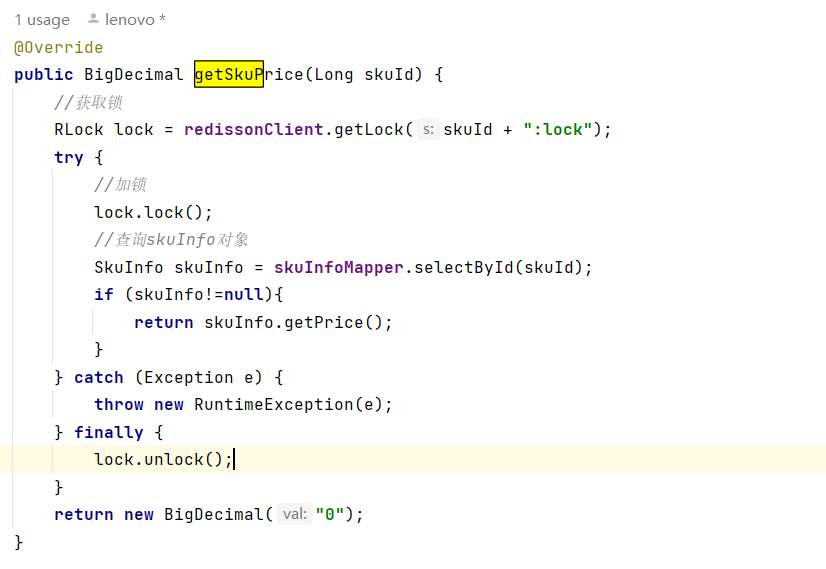 1 usage lenovo *
@Override
public BigDecimal getSkuPrice(Long skuId) {
//获取锁
RLock lock = redissonClient.getLock( s: skuId + ":lock");
try {
//加锁
lock.lock();
//查询skuInfo对象
SkuInfo skuInfo = skuInfoMapper.selectById(skuId);
if (skuInfo!=null){
return skuInfo.getPrice();
}
} catch (Exception e) {
throw new RuntimeException(e);
} finally {
lock.unlock();
}
return new BigDecimal( val: "0");
}